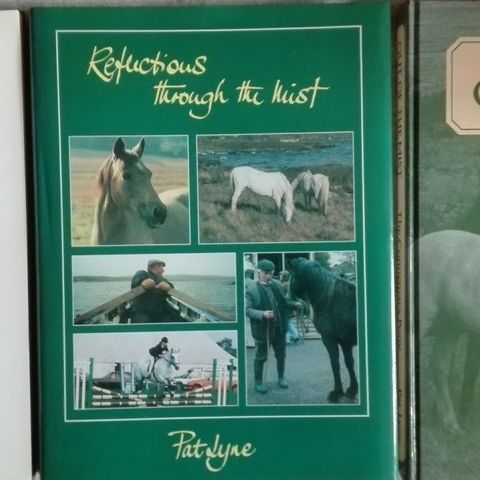 Reflections
through the Mist
Pat Lyne